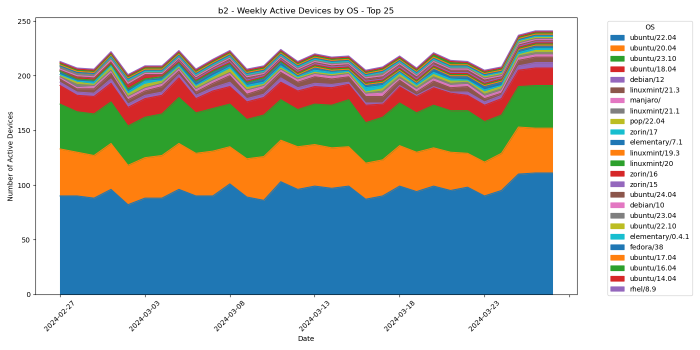 b2 - Weekly Active Devices by OS - Top 25
Number of Active Devices
250
200
150
100
50
0
2024-02-27
2024-03-03
2024-03-08
2024-03-13
2024-03-18
2024-03-23
Date
OS
ubuntu/22.04
ubuntu/20.04
ubuntu/23.10
ubuntu/18.04
debian/12
linuxmint/21.3
manjaro/
linuxmint/21.1
pop/22.04
zorin/17
elementary/7.1
linuxmint/19.3
linuxmint/20
zorin/16
zorin/15
ubuntu/24.04
debian/10
ubuntu/23.04
ubuntu/22.10
elementary/0.4.1
fedora/38
ubuntu/17.04
ubuntu/16.04
ubuntu/14.04
rhel/8.9